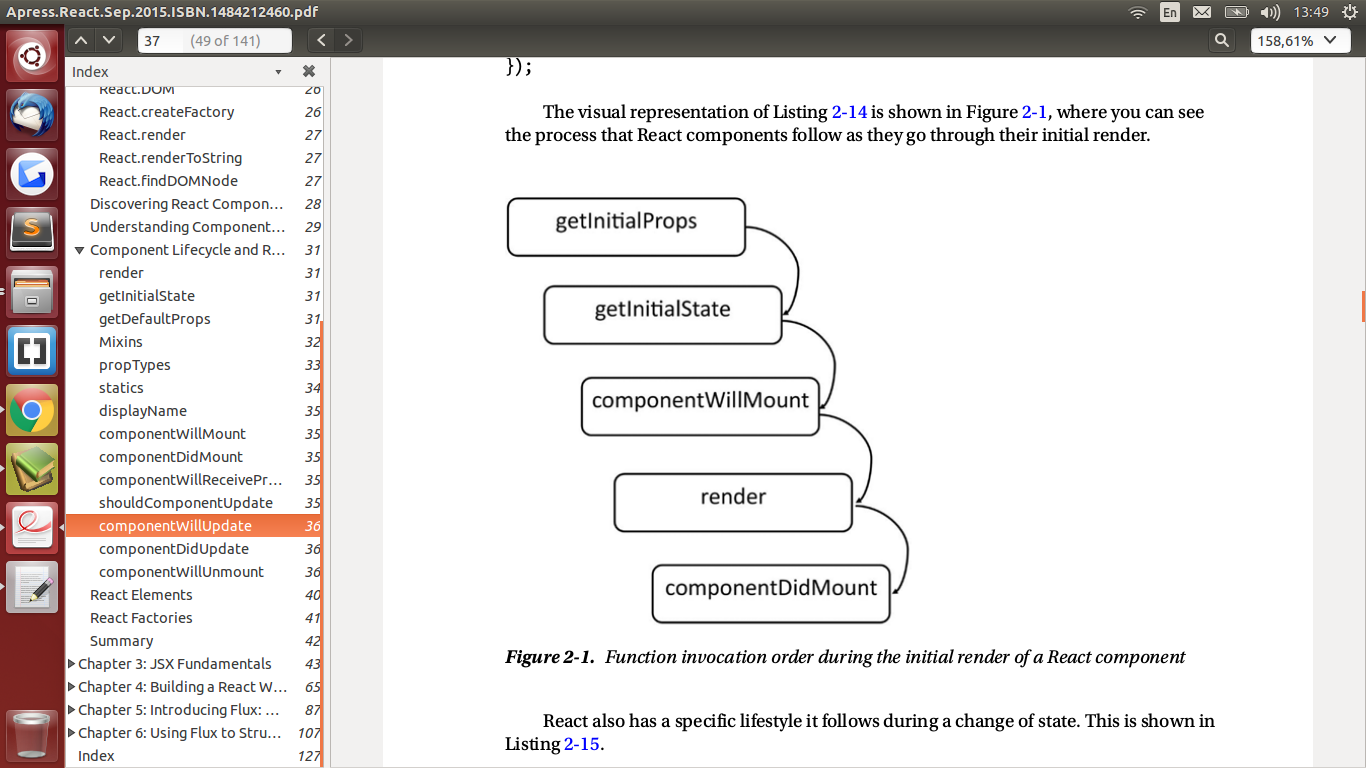 Apress.React.Sep.2015.ISBN.1484212460.pdf
En
13:49
37 (49 of 141)
158,61%
Index
React.DOM 26
React.createFactory 26
React.render 27
React.renderToString 27
React.findDOMNode 27
Discovering React Compon... 28
Understanding Component... 29
Component Lifecycle and R... 31
render 31
getInitialState 31
getDefaultProps 31
Mixins 32
propTypes 33
statics 34
displayName 35
componentWillMount 35
componentDidMount 35
componentWillReceivePr... 35
shouldComponentUpdate 35
componentWillUpdate 36
componentDidUpdate 36
componentWillUnmount 36
React Elements 40
React Factories 41
Summary 42
Chapter 3: JSX Fundamentals 43
Chapter 4: Building a React W... 65
Chapter 5: Introducing Flux: ... 87
Chapter 6: Using Flux to Stru... 107
Index 127
});
The visual representation of Listing 2-14 is shown in Figure 2-1, where you can see
the process that React components follow as they go through their initial render.
getInitialProps
getInitialState
componentWillMount
render
componentDidMount
Figure 2-1. Function invocation order during the initial render of a React component
React also has a specific lifestyle it follows during a change of state. This is shown in
Listing 2-15.